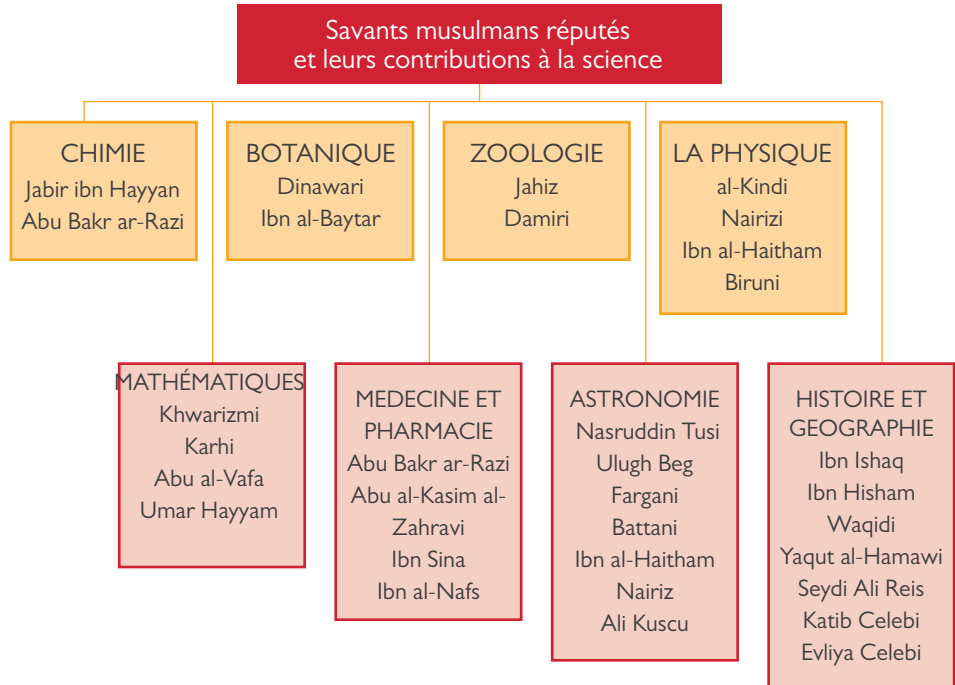 Savants musulmans réputés
et leurs contributions à la science
CHIMIE
Jabir ibn Hayyan
Abu Bakr ar-Razi
BOTANIQUE
Dinawari
Ibn al-Baytar
ZOOLOGIE
Jahiz
Damiri
LA PHYSIQUE
al-Kindi
Nairizi
Ibn al-Haitham
Biruni
MATHÉMATIQUES
Khwarizmi
Karhi
Abu al-Vafa
Umar Hayyam
MEDECINE ET
PHARMACIE
Abu Bakr ar-Razi
Abu al-Kasim al-
Zahravi
Ibn Sina
Ibn al-Nafs
ASTRONOMIE
Nasruddin Tusi
Ulugh Beg
Fargani
Battani
Ibn al-Haitham
Nairiz
Ali Kuscu
HISTOIRE ET
GEOGRAPHIE
Ibn Ishaq
Ibn Hisham
Waqidi
Yaqut al-Hamawi
Seydi Ali Reis
Katib Celebi
Evliya Celebi